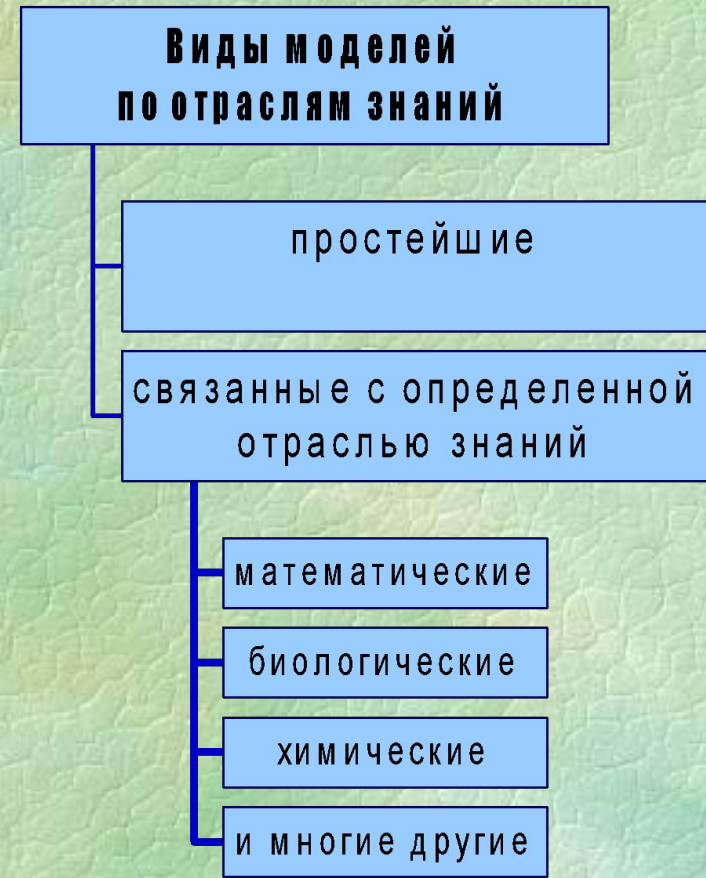 Виды моделей
по отраслям знаний
простейшие
связанные с определенной
отраслью знаний
математические
биологические
химические
и многие другие